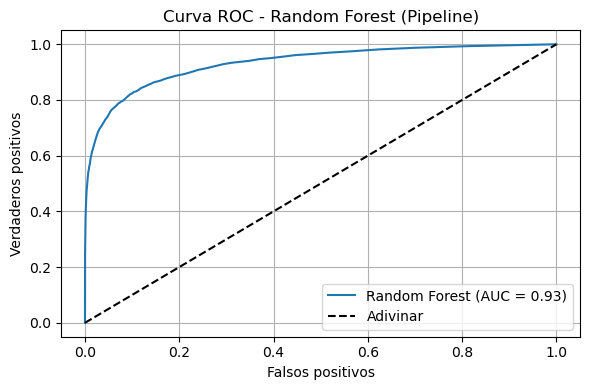 Curva ROC - Random Forest (Pipeline)
1.0
0.8
0.6
0.4
0.2
0.0
Verdaderos positivos
Random Forest (AUC = 0.93)
Adivinar
0.0 0.2 0.4 0.6 0.8 1.0
Falsos positivos